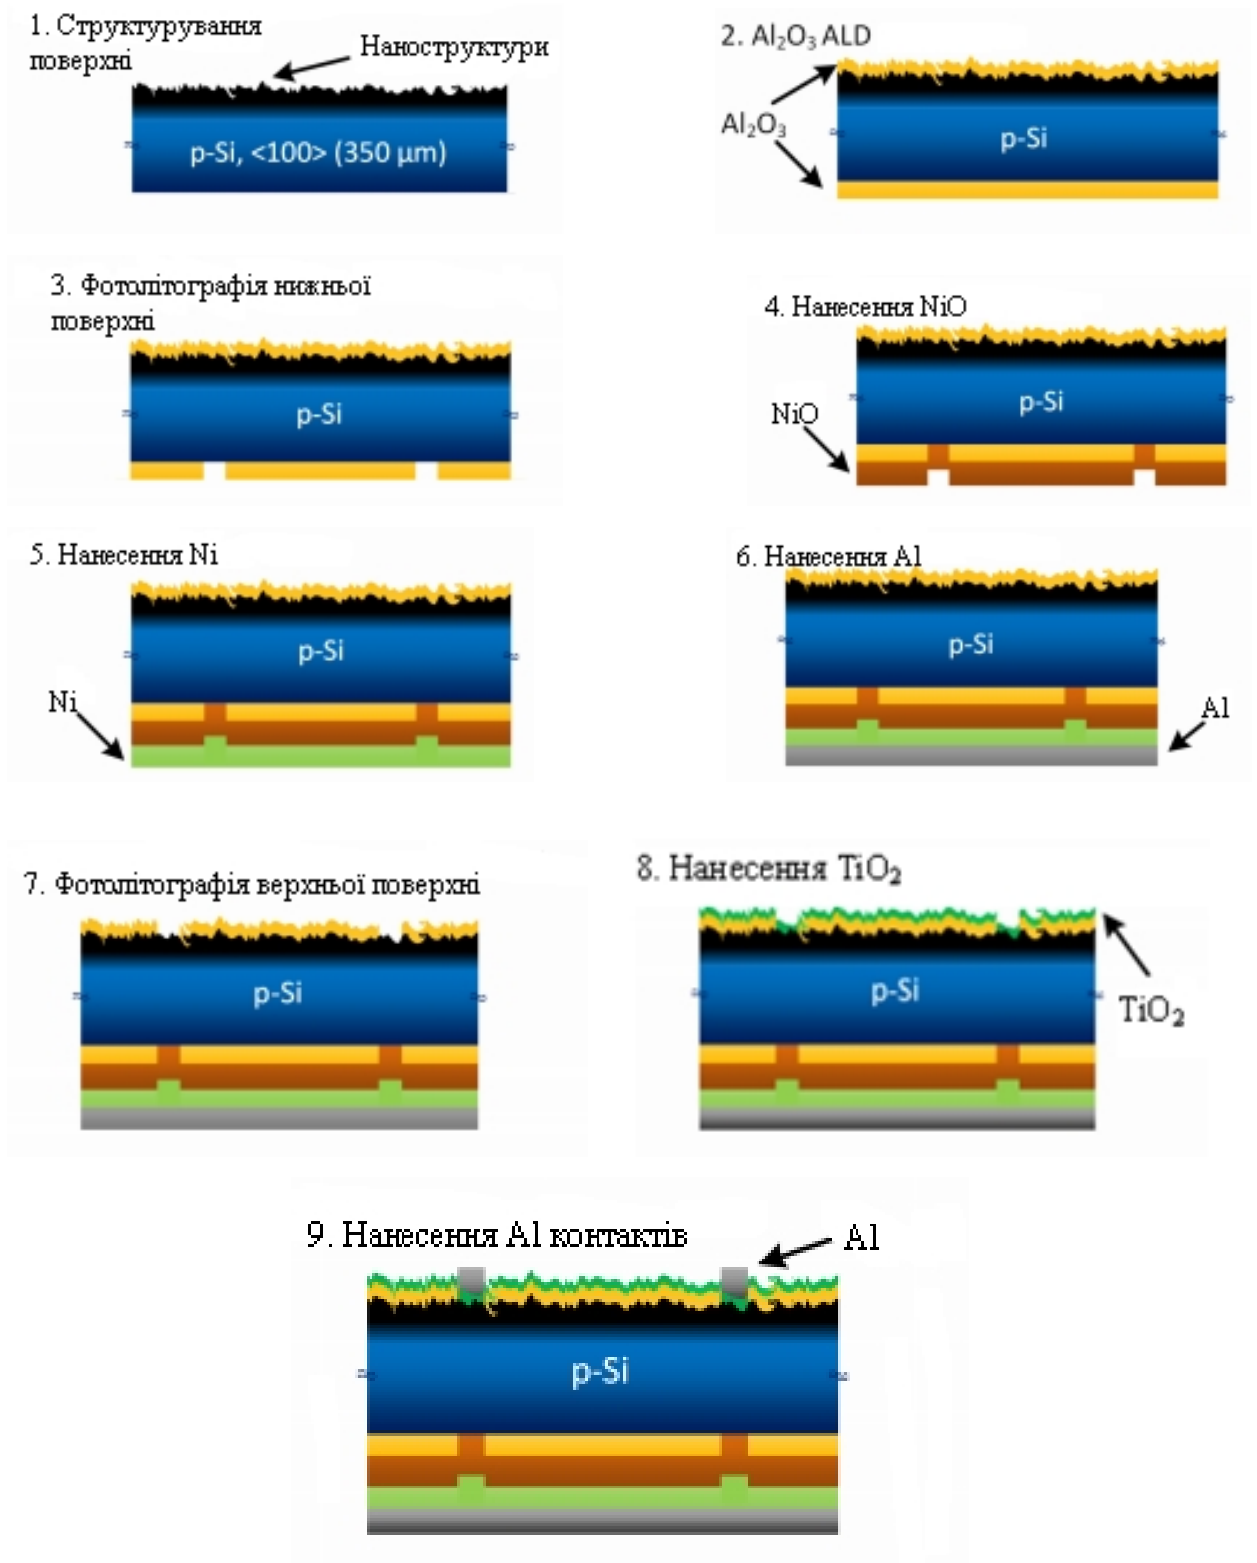 1. Структурування
поверхні
Наноструктури
p-Si, <100> (350 μm)
2. Al₂O₃ ALD
Al₂O₃
p-Si
3. Фотолітографія нижньої
поверхні
p-Si
4. Нанесення NiO
NiO
p-Si
5. Нанесення Ni
p-Si
Ni
6. Нанесення Al
p-Si
Al
7. Фотолітографія верхньої поверхні
p-Si
8. Нанесення TiO₂
p-Si
TiO₂
9. Нанесення Al контактів
Al
p-Si